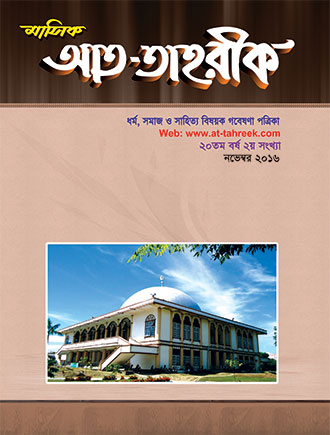 মাসিক
আত-তাহরীক
ধর্ম, সমাজ ও সাহিত্য বিষয়ক গবেষণা পত্রিকা
Web: www.at-tahreek.com
২০তম বর্ষ ২য় সংখ্যা
নভেম্বর ২০১৬